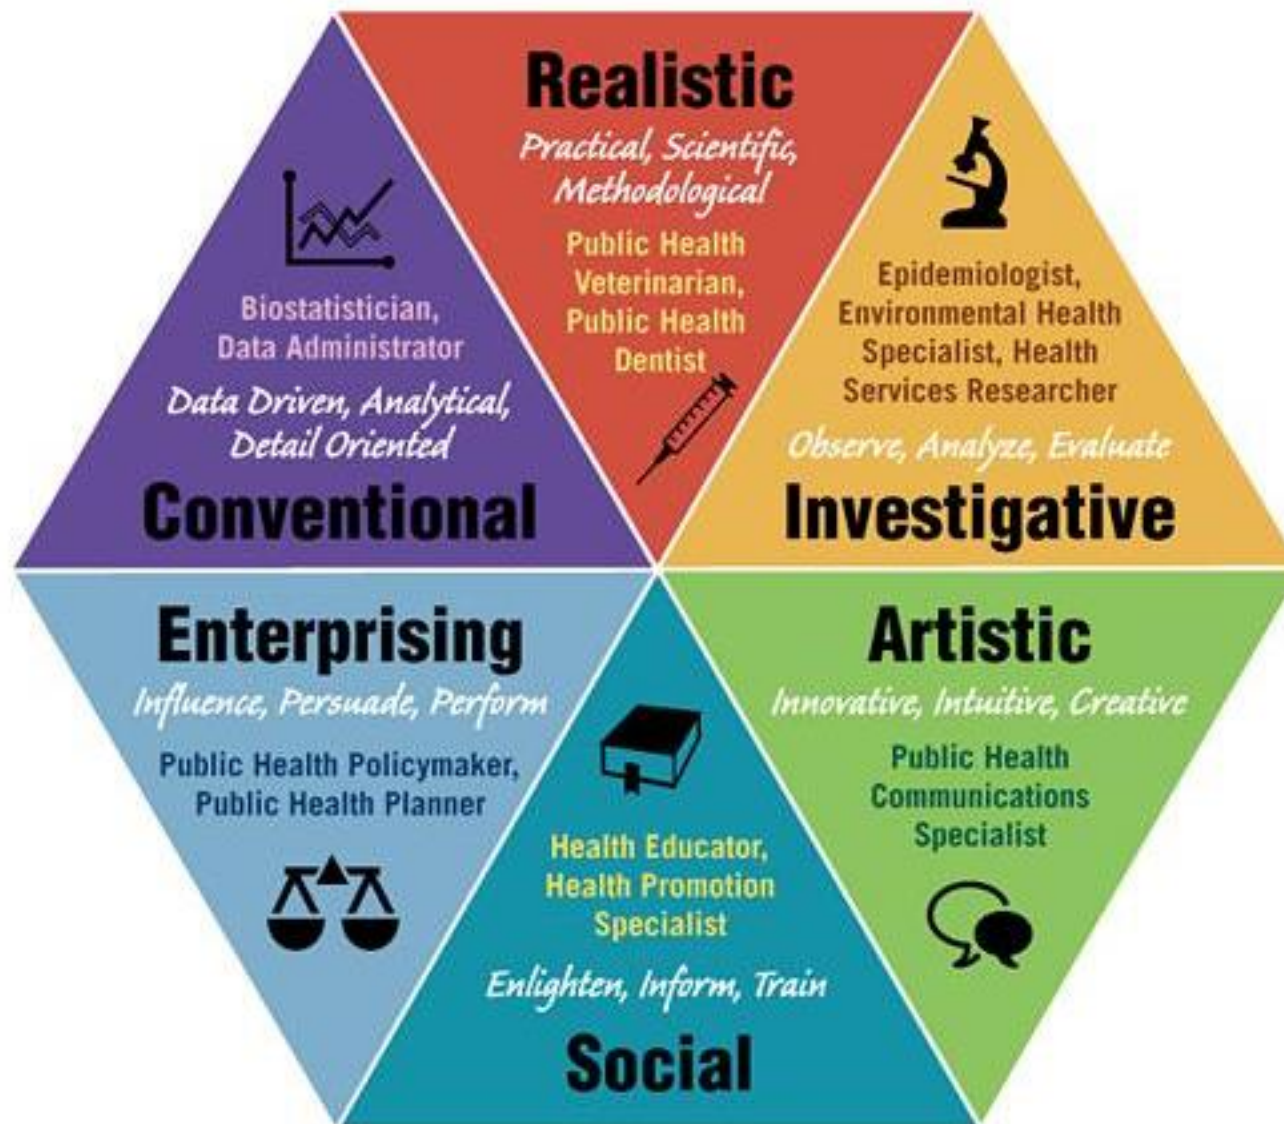 Realistic
Practical, Scientific,
Methodological
Public Health
Veterinarian,
Public Health
Dentist
Epidemiologist,
Environmental Health
Specialist, Health
Services Researcher
Observe, Analyze, Evaluate
Investigative
Biostatistician,
Data Administrator
Data Driven, Analytical,
Detail Oriented
Conventional
Enterprising
Influence, Persuade, Perform
Public Health Policymaker,
Public Health Planner
Health Educator,
Health Promotion
Specialist
Enlighten, Inform, Train
Social
Artistic
Innovative, Intuitive, Creative
Public Health
Communications
Specialist